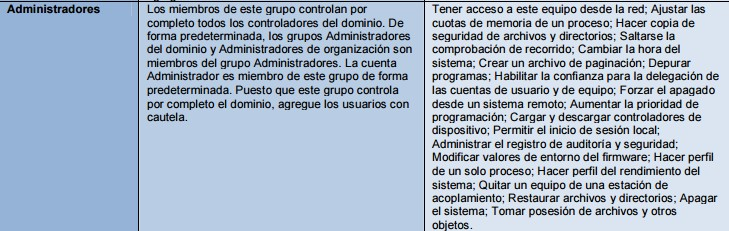 Administradores
Los miembros de este grupo controlan por
completo todos los controladores del dominio. De
forma predeterminada, los grupos Administradores
del dominio y Administradores de organización son
miembros del grupo Administradores. La cuenta
Administrador es miembro de este grupo de forma
predeterminada. Puesto que este grupo controla
por completo el dominio, agregue los usuarios con
cautela.
Tener acceso a este equipo desde la red; Ajustar las
cuotas de memoria de un proceso; Hacer copia de
seguridad de archivos y directorios; Saltarse la
comprobación de recorrido; Cambiar la hora del
sistema; Crear un archivo de paginación; Depurar
programas; Habilitar la confianza para la delegación de
las cuentas de usuario y de equipo; Forzar el apagado
desde un sistema remoto; Aumentar la prioridad de
programación; Cargar y descargar controladores de
dispositivo; Permitir el inicio de sesión local;
Administrar el registro de auditoría y seguridad;
Modificar valores de entorno del firmware; Hacer perfil
de un solo proceso; Hacer perfil del rendimiento del
sistema; Quitar un equipo de una estación de
acoplamiento; Restaurar archivos y directorios; Apagar
el sistema; Tomar posesión de archivos y otros
objetos.